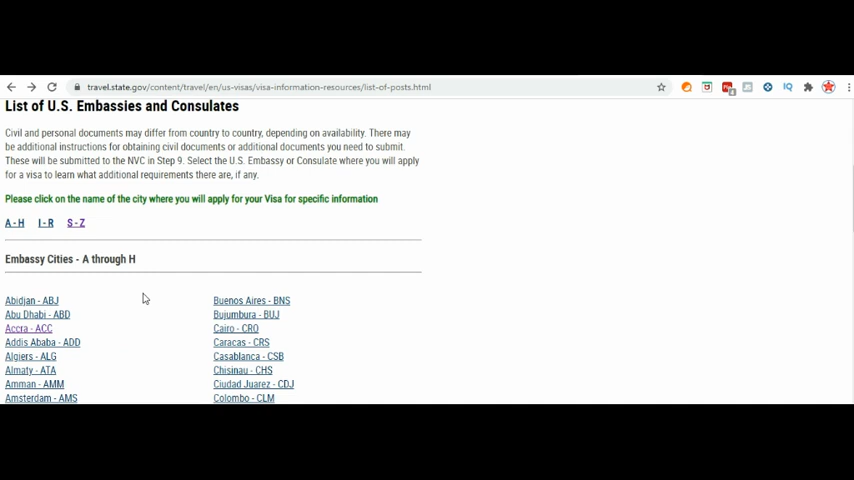 travel.state.gov/content/travel/en/us-visas/visa-information-resources/list-of-posts.html
List of U.S. Embassies and Consulates
Civil and personal documents may differ from country to country, depending on availability. There may
be additional instructions for obtaining civil documents or additional documents you need to submit.
These will be submitted to the NVC in Step 9. Select the U.S. Embassy or Consulate where you will apply
for a visa to learn what additional requirements there are, if any.
Please click on the name of the city where you will apply for your Visa for specific information
A - H I - R S - Z
Embassy Cities - A through H
Abidjan - ABJ
Abu Dhabi - ABD
Accra - ACC
Addis Ababa - ADD
Algiers - ALG
Almaty - ATA
Amman - AMM
Amsterdam - AMS
Buenos Aires - BNS
Bujumbura - BUJ
Cairo - CRO
Caracas - CRS
Casablanca - CSB
Chisinau - CHS
Ciudad Juarez - CDJ
Colombo - CLM